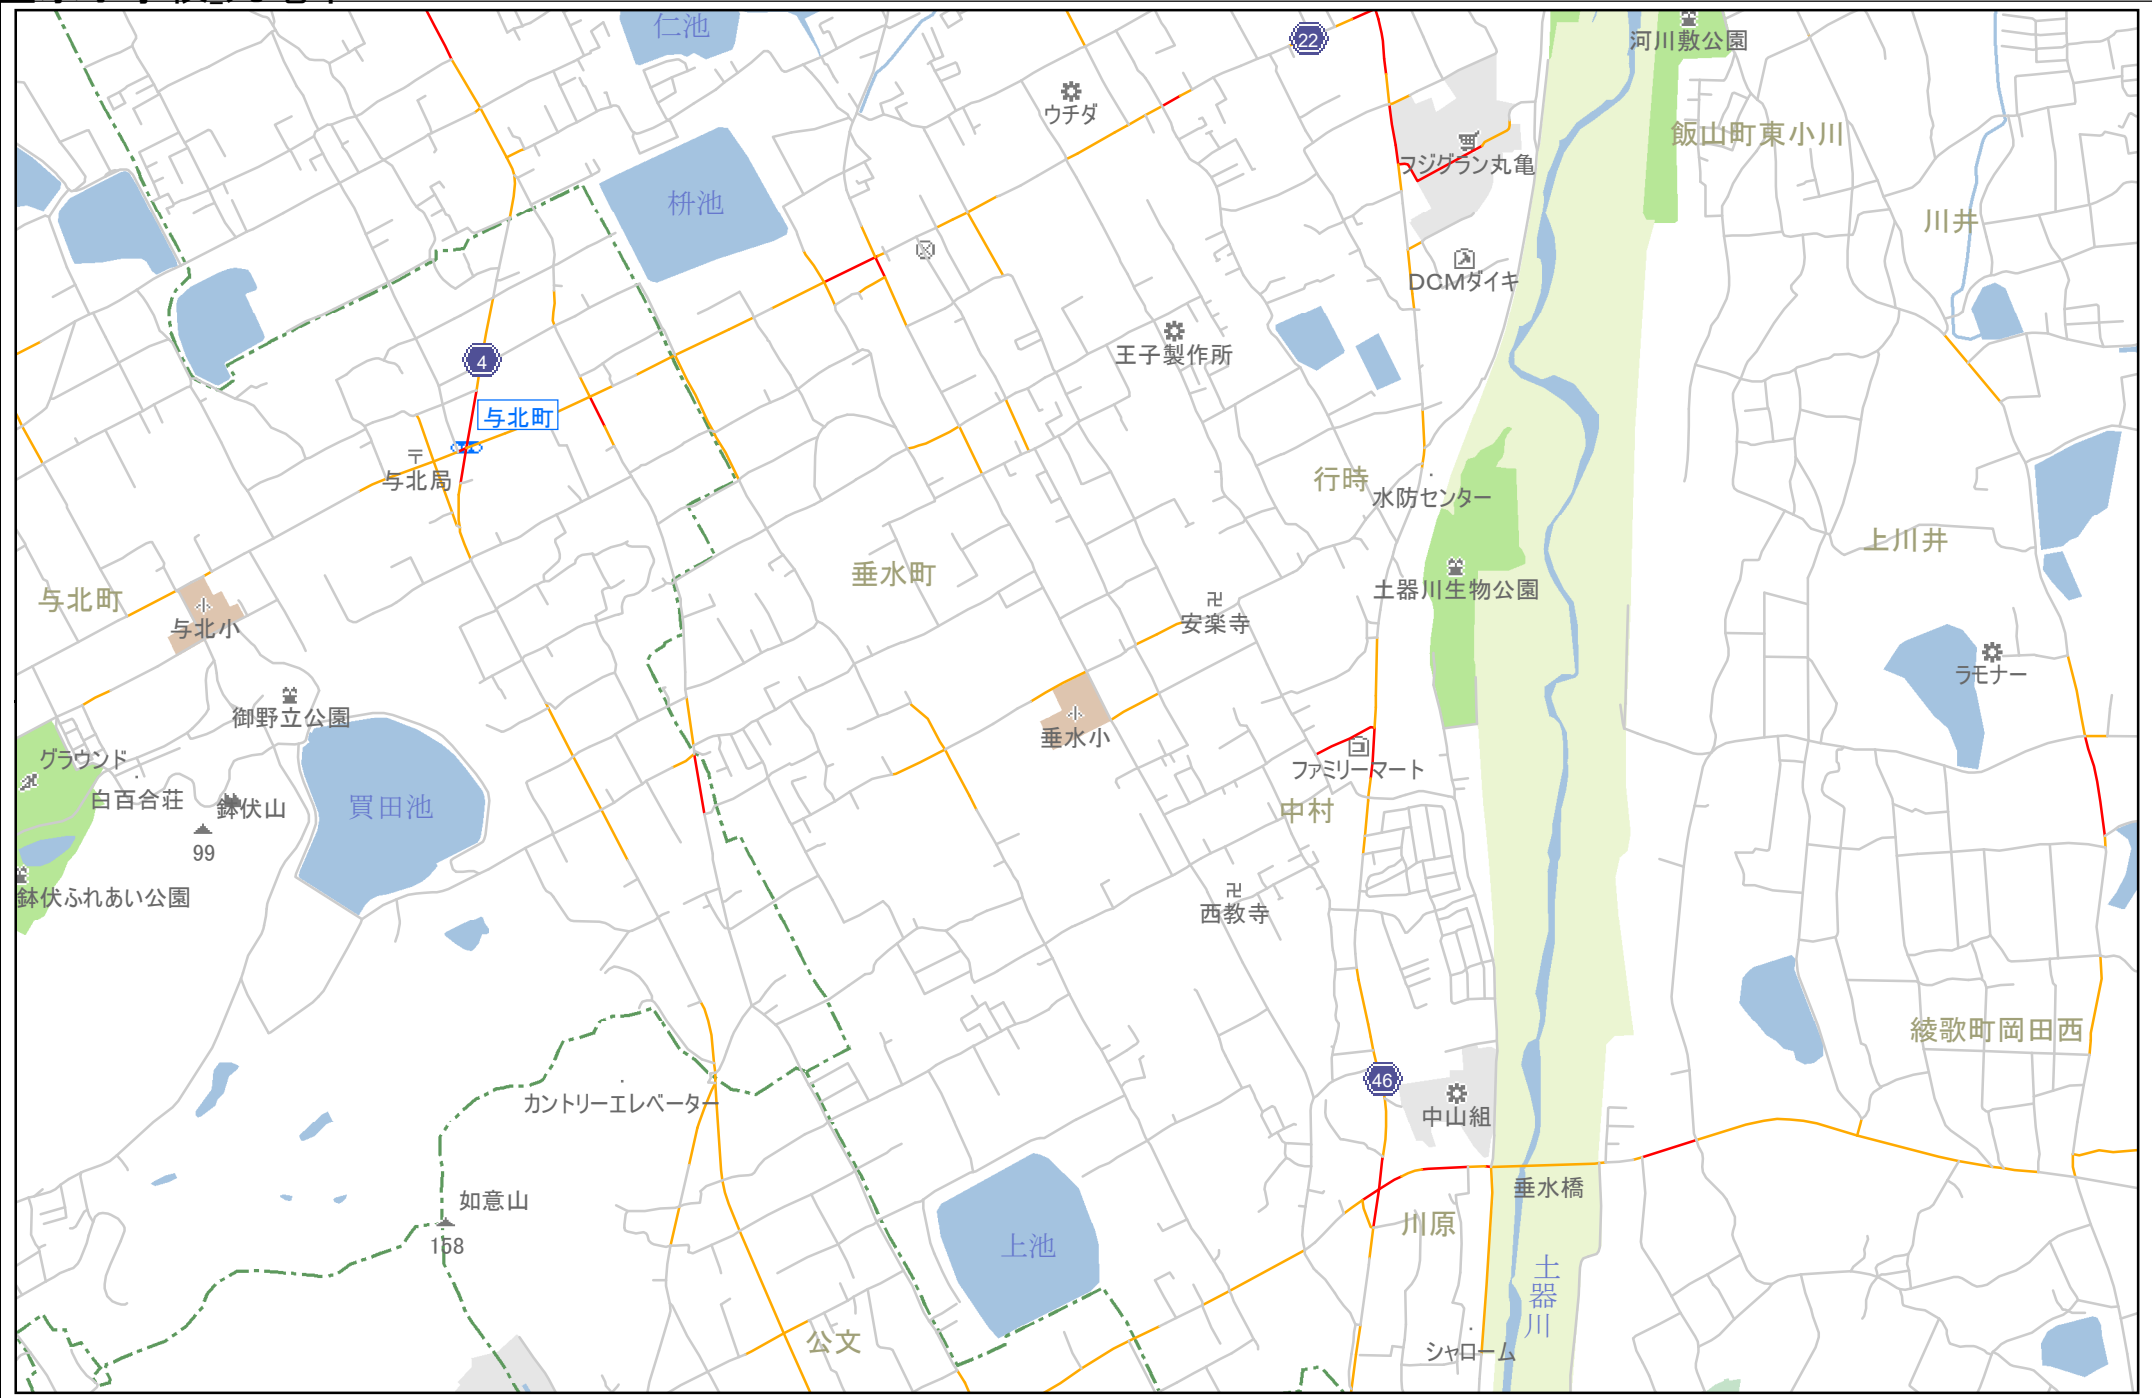 仁池
22
河川敷公園
ウチダ
飯山町東小川
フジグラン丸亀
枡池
川井
DCMダイキ
王子製作所
4
与北町
与北局
行時
水防センター
上川井
垂水町
土器川生物公園
与北町
与北小
安楽寺
ラモナー
御野立公園
垂水小
グラウンド
ファミリーマート
白百合荘
鉢伏山
買田池
中村
99
鉢伏ふれあい公園
西教寺
綾歌町岡田西
46
カントリーエレベーター
中山組
如意山
垂水橋
158
上池
川原
土器川
公文
シャローム